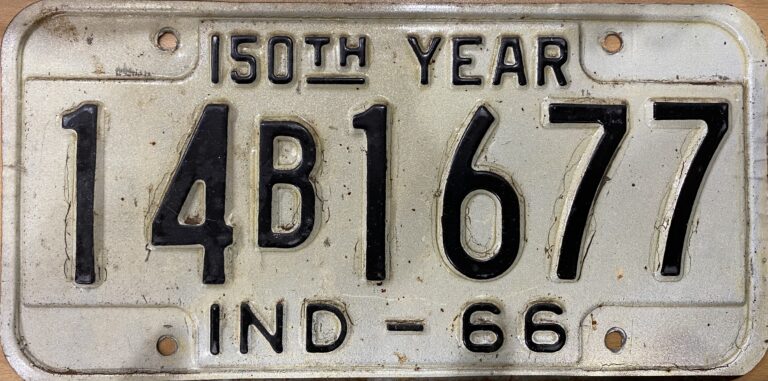 150TH YEAR
14B1677
IND - 66